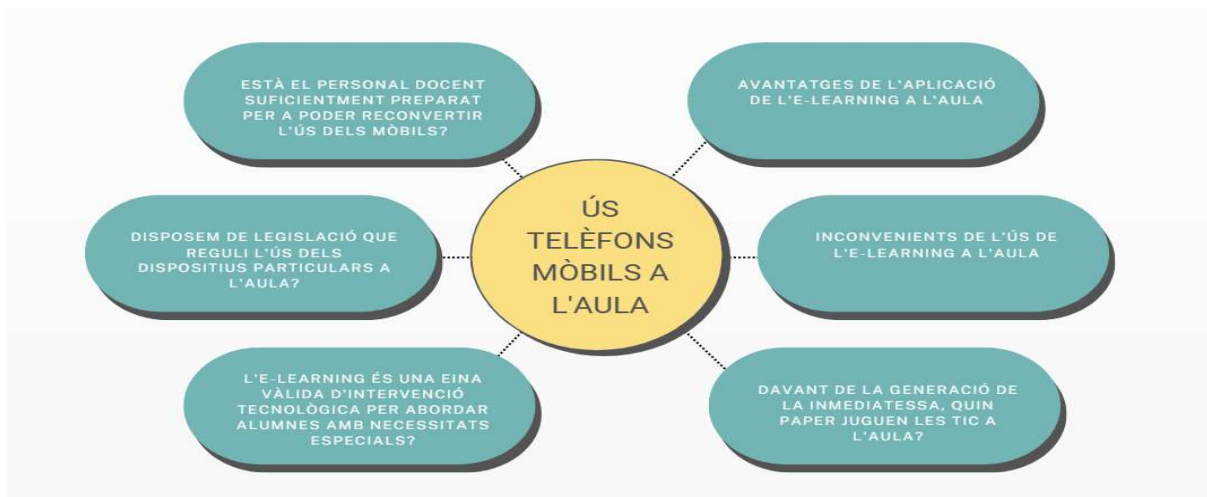 ESTÀ EL PERSONAL DOCENT
SUFICIENTMENT PREPARAT
PER A PODER RECONVERTIR
L'ÚS DELS MÒBILS?
AVANTATGES DE L'APLICACIÓ
DE L'E-LEARNING A L'AULA
DISPOSEM DE LEGISLACIÓ QUE
REGULI L'ÚS DELS
DISPOSITIUS PARTICULARS A
L'AULA?
ÚS
TELÈFONS
MÒBILS A
L'AULA
INCONVENIENTS DE L'ÚS DE
L'E-LEARNING A L'AULA
L'E-LEARNING ÉS UNA EINA
VÀLIDA D'INTERVENCIÓ
TECNOLÒGICA PER ABORDAR
ALUMNES AMB NECESSITATS
ESPECIALS?
DAVANT DE LA GENERACIÓ DE
LA INMEDIATESSA, QUIN
PAPER JUGUEN LES TIC A
L'AULA?